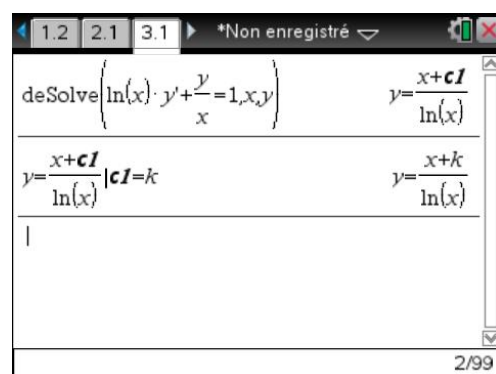 1.2 2.1 3.1 *Non enregistré
deSolve(ln(x)·y'+y/x=1,x,y) y=(x+c1)/ln(x)
y=(x+c1)/ln(x)|c1=k y=(x+k)/ln(x)
2/99